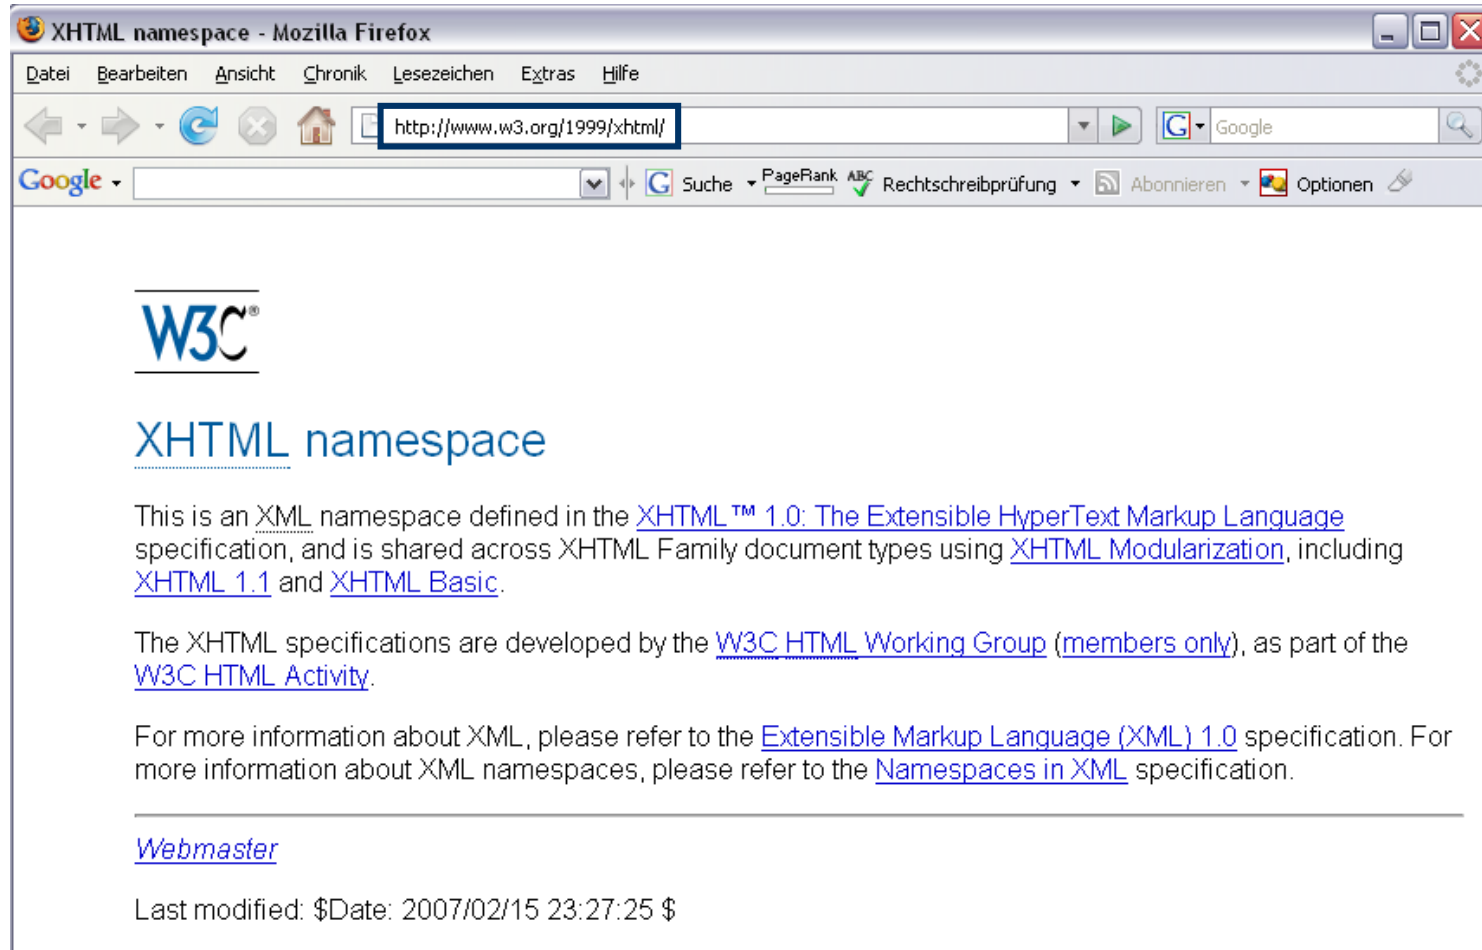 XHTML namespace - Mozilla Firefox
Datei Bearbeiten Ansicht Chronik Lesezeichen Extras Hilfe
http://www.w3.org/1999/xhtml/ G Google
Google G Suche PageRank ABC Rechtschreibprüfung Abonnieren Optionen
W3C®
XHTML namespace
This is an XML namespace defined in the XHTML™ 1.0: The Extensible HyperText Markup Language
specification, and is shared across XHTML Family document types using XHTML Modularization, including
XHTML 1.1 and XHTML Basic.
The XHTML specifications are developed by the W3C HTML Working Group (members only), as part of the
W3C HTML Activity.
For more information about XML, please refer to the Extensible Markup Language (XML) 1.0 specification. For
more information about XML namespaces, please refer to the Namespaces in XML specification.
Webmaster
Last modified: $Date: 2007/02/15 23:27:25 $